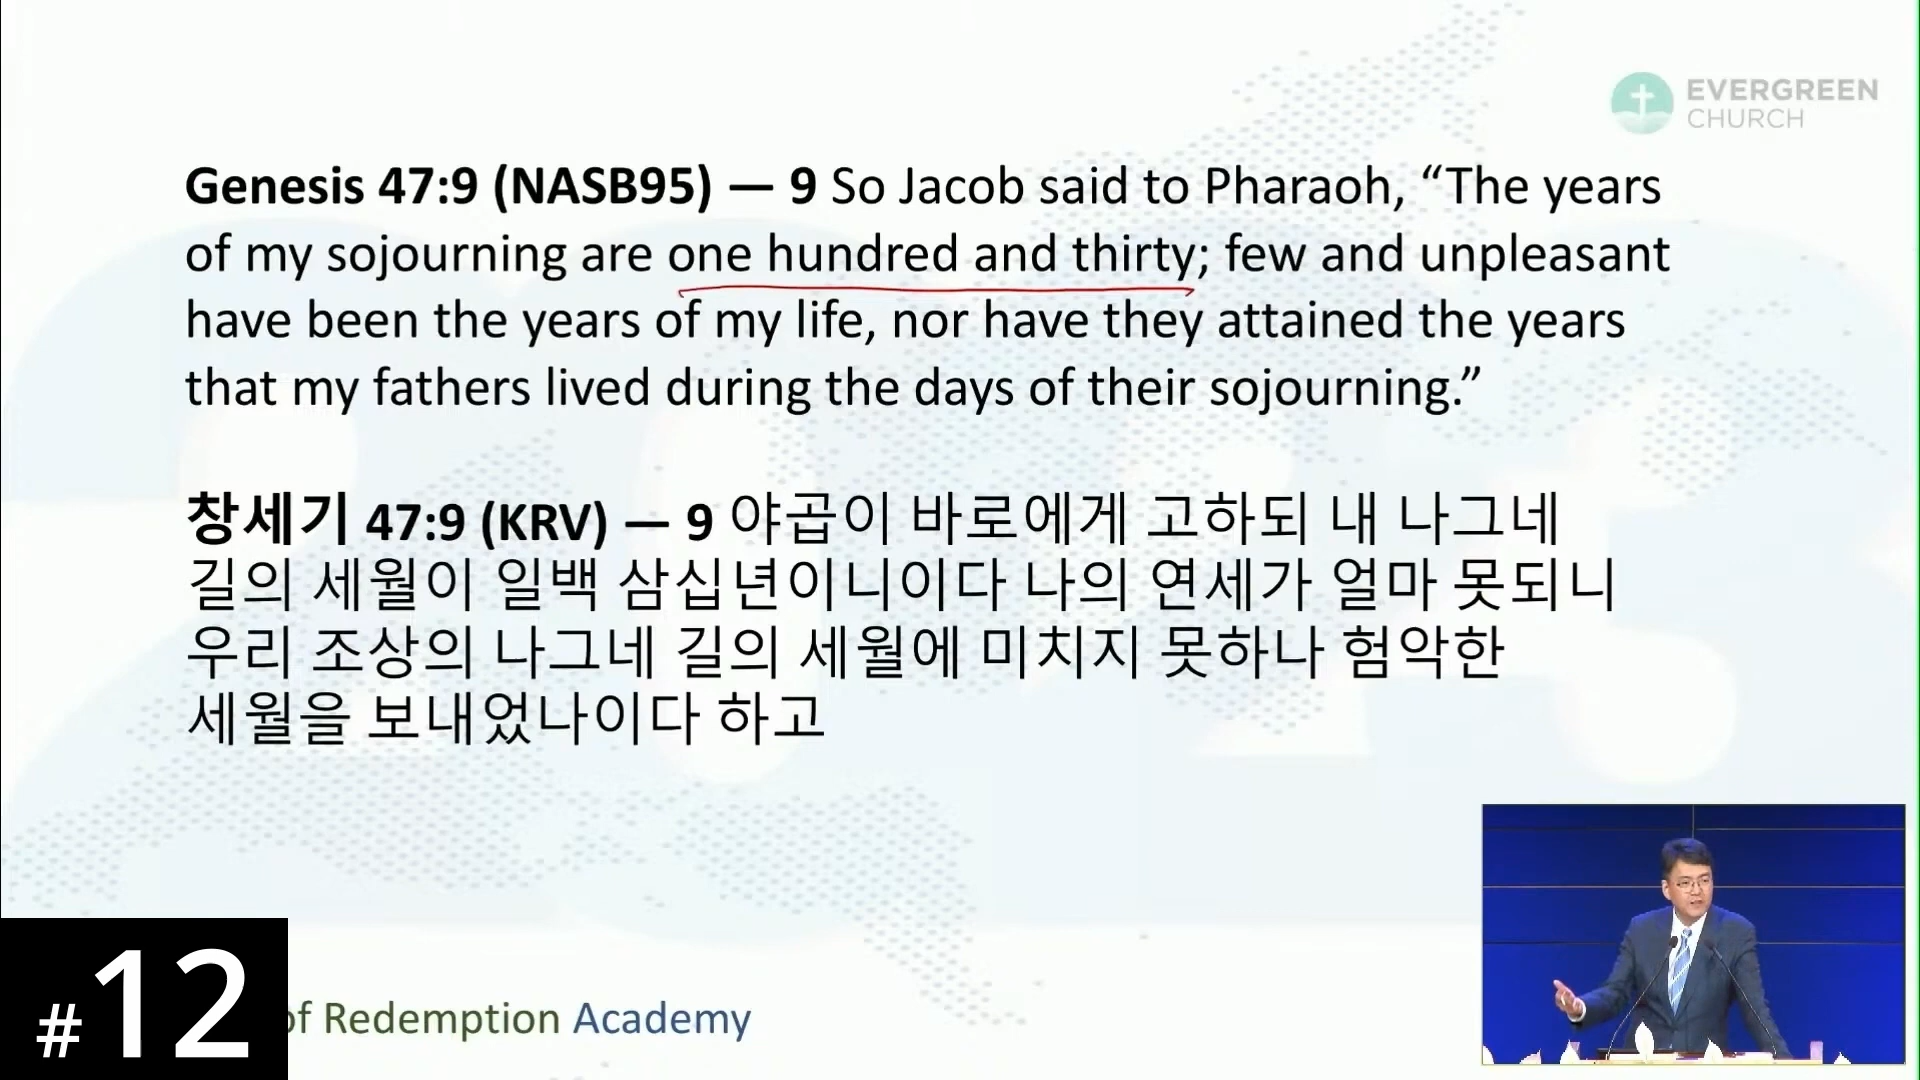 EVERGREEN
CHURCH
Genesis 47:9 (NASB95) — 9 So Jacob said to Pharaoh, “The years
of my sojourning are one hundred and thirty; few and unpleasant
have been the years of my life, nor have they attained the years
that my fathers lived during the days of their sojourning.”
창세기 47:9 (KRV) — 9 야곱이 바로에게 고하되 내 나그네
길의 세월이 일백 삼십년이니이다 나의 연세가 얼마 못되니
우리 조상의 나그네 길의 세월에 미치지 못하나 험악한
세월을 보내었나이다 하고
#12
of Redemption Academy